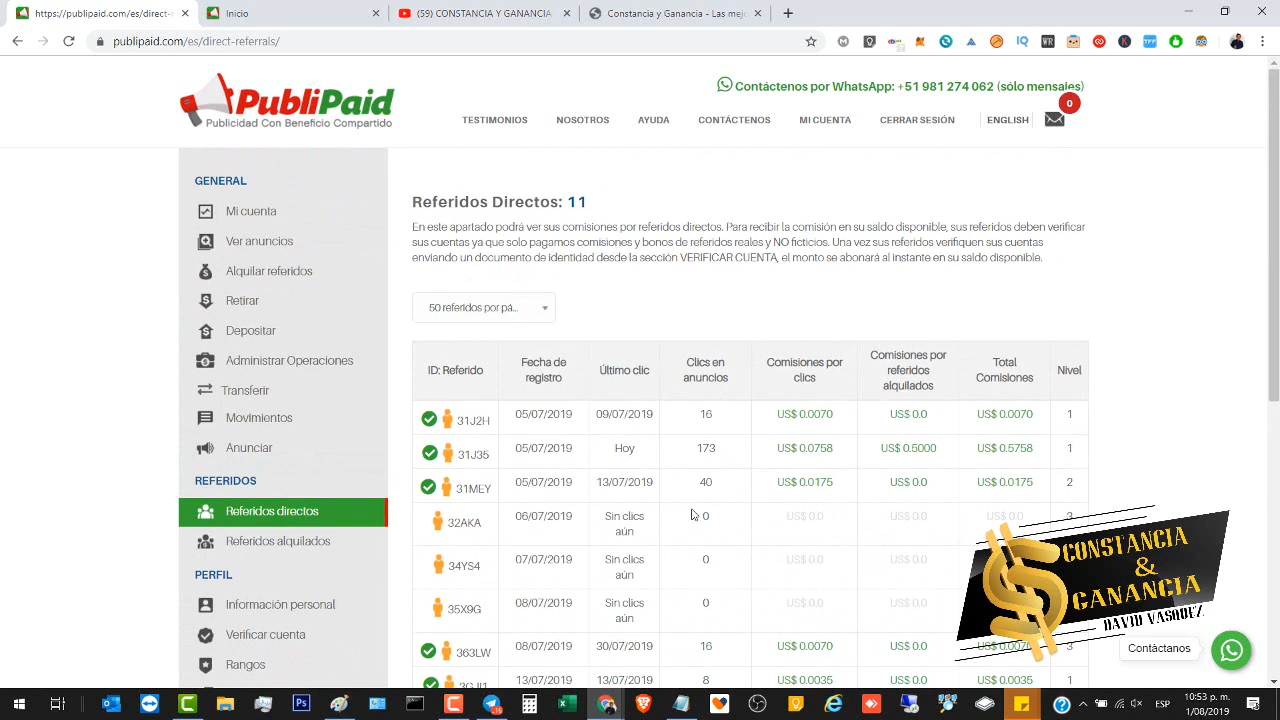 https://publipaid.com/es/direct-r
Inicio
(59) CONSTANCIA Y GANANCIA
Constancia y Ganancia - Las mej
publipaid.com/es/direct-referrals/
PubliPaid
Publicidad Con Beneficio Compartido
Contáctenos por WhatsApp: +51 981 274 062 (sólo mensajes)
0
TESTIMONIOS NOSOTROS AYUDA CONTÁCTENOS MI CUENTA CERRAR SESIÓN ENGLISH
GENERAL
Mi cuenta
Ver anuncios
Alquilar referidos
Retirar
Depositar
Administrar Operaciones
Transferir
Movimientos
Anunciar
REFERIDOS
Referidos directos
Referidos alquilados
PERFIL
Información personal
Verificar cuenta
Rangos
Referidos Directos: 11
En este apartado podrá ver sus comisiones por referidos directos. Para recibir la comisión en su saldo disponible, sus referidos deben verificar
sus cuentas ya que solo pagamos comisiones y bonos de referidos reales y NO ficticios. Una vez sus referidos verifiquen sus cuentas
enviando un documento de identidad desde la sección VERIFICAR CUENTA, el monto se abonará al instante en su saldo disponible.
50 referidos por pá...
ID: Referido Fecha de registro Último clic Clics en anuncios Comisiones por clics Comisiones por referidos alquilados Total Comisiones Nivel
31J2H 05/07/2019 09/07/2019 16 US$ 0.0070 US$ 0.0 US$ 0.0070 1
31J35 05/07/2019 Hoy 173 US$ 0.0758 US$ 0.5000 US$ 0.5758 1
31MEY 05/07/2019 13/07/2019 40 US$ 0.0175 US$ 0.0 US$ 0.0175 2
32AKA 06/07/2019 Sin clics aún 0 US$ 0.0 US$ 0.0 US$ 0.0
34YS4 07/07/2019 Sin clics aún 0 US$ 0.0 US$ 0.0
35X9G 08/07/2019 Sin clics aún 0 US$ 0.0 US$ 0.0
363LW 08/07/2019 30/07/2019 16 US$ 0.0070 US$ 0.0 US$ 0.0070 3
3GJI1 13/07/2019 8 US$ 0.0035 US$ 0.0 US$ 0.0035 1
CONSTANCIA
&
GANANCIA
DAVID VASQUEZ
Contáctanos
ESP
10:53 p. m.
1/08/2019